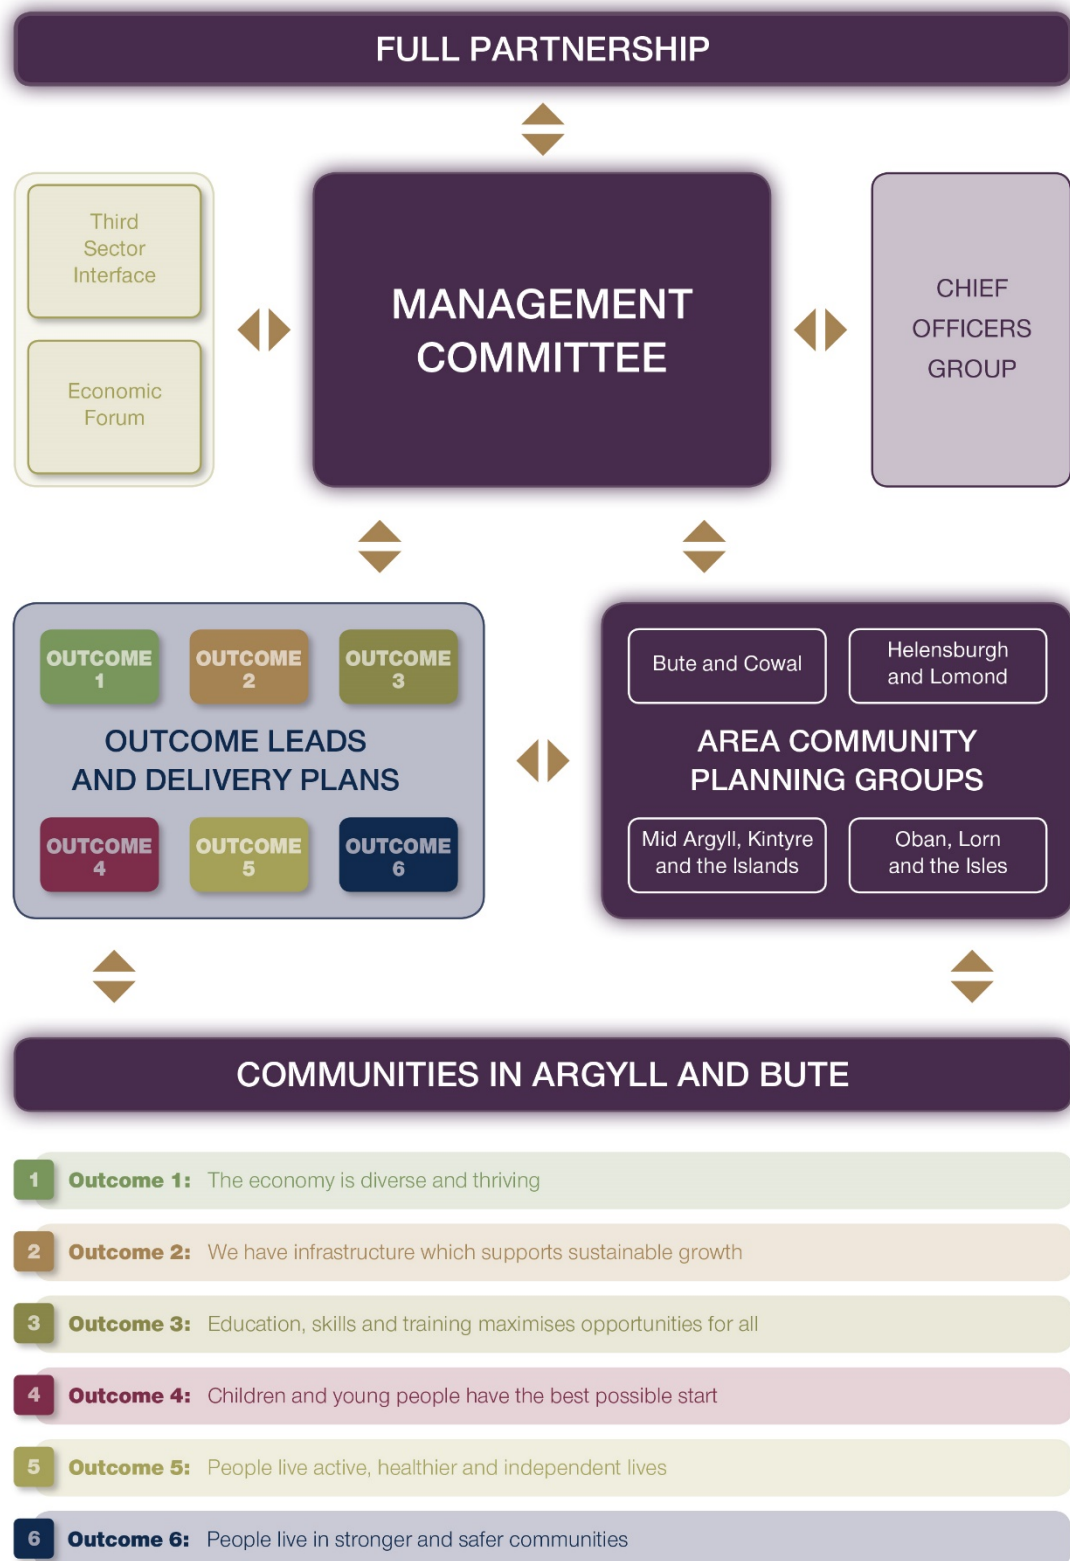 FULL PARTNERSHIP
Third
Sector
Interface
Economic
Forum
MANAGEMENT
COMMITTEE
CHIEF
OFFICERS
GROUP
OUTCOME
1
OUTCOME
2
OUTCOME
3
OUTCOME LEADS
AND DELIVERY PLANS
OUTCOME
4
OUTCOME
5
OUTCOME
6
Bute and Cowal
Helensburgh
and Lomond
AREA COMMUNITY
PLANNING GROUPS
Mid Argyll, Kintyre
and the Islands
Oban, Lorn
and the Isles
COMMUNITIES IN ARGYLL AND BUTE
1 Outcome 1: The economy is diverse and thriving
2 Outcome 2: We have infrastructure which supports sustainable growth
3 Outcome 3: Education, skills and training maximises opportunities for all
4 Outcome 4: Children and young people have the best possible start
5 Outcome 5: People live active, healthier and independent lives
6 Outcome 6: People live in stronger and safer communities